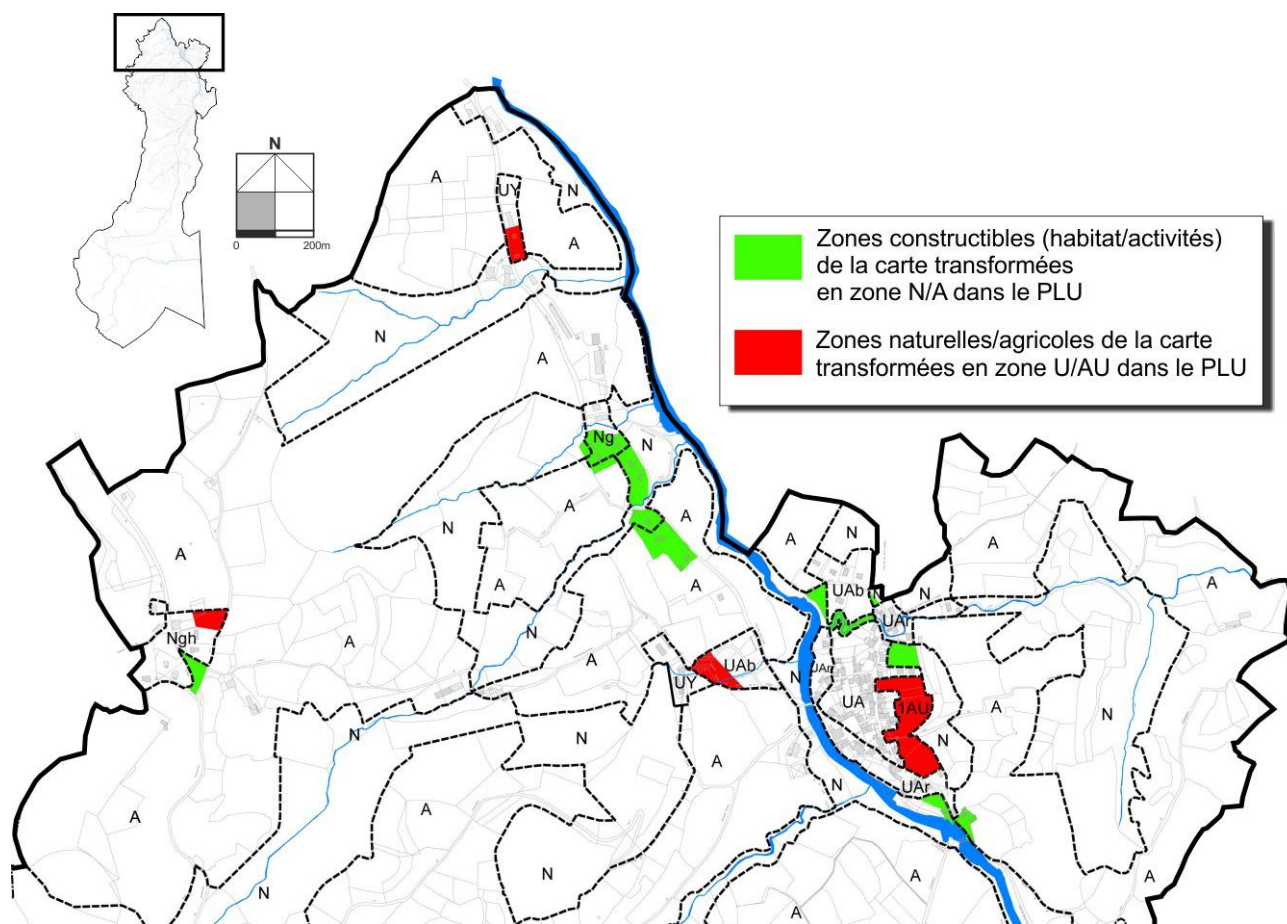 N
0 200m
Zones constructibles (habitat/activités)
de la carte transformées
en zone N/A dans le PLU
Zones naturelles/agricoles de la carte
transformées en zone U/AU dans le PLU
A
UY
N
A
N
A
Ng
N
A
N
A
A
A
N
A
N
UAb
N
A
A
UAr
A
N
A
Ngh
A
A
UY
UAb
N
UAr
UA
1AU
N
A
N
N
A
N
UAr
A
A
N
N
A
A
A